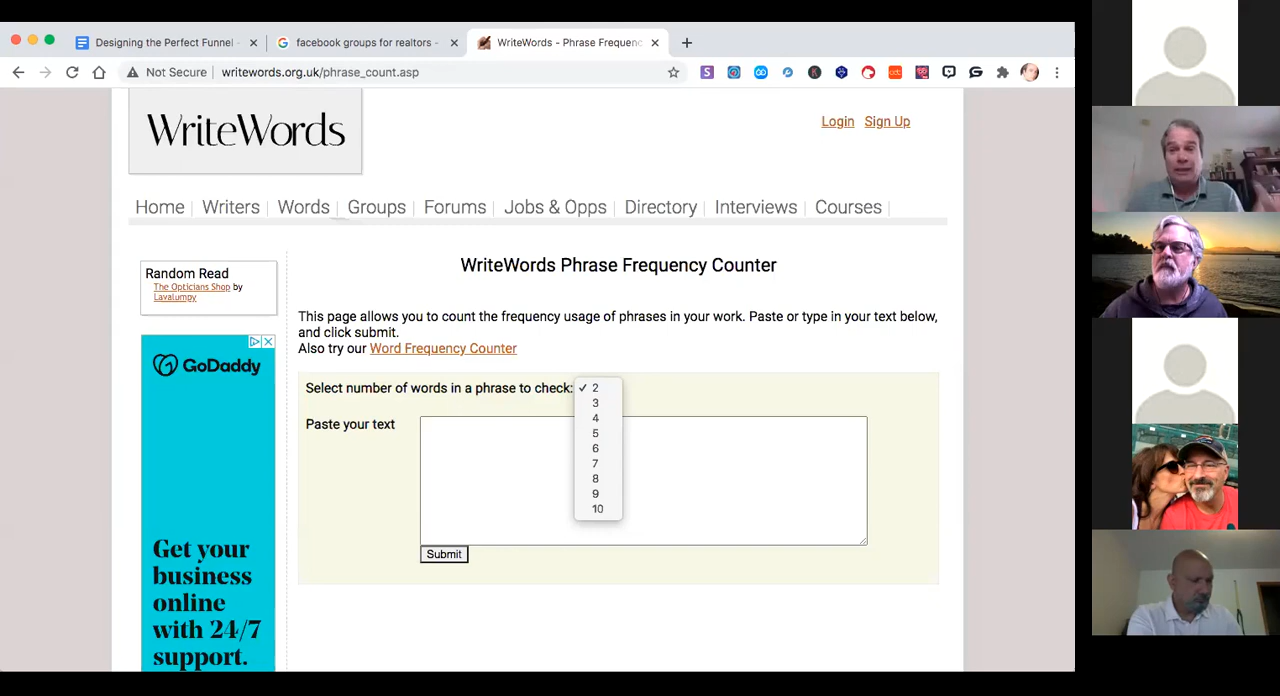 Designing the Perfect Funnel
facebook groups for realtors -
WriteWords - Phrase Frequenc
Not Secure | writewords.org.uk/phrase_count.asp
WriteWords
Login Sign Up
Home Writers Words Groups Forums Jobs & Opps Directory Interviews Courses
WriteWords Phrase Frequency Counter
Random Read
The Opticians Shop by
Lavalumpy
This page allows you to count the frequency usage of phrases in your work. Paste or type in your text below,
and click submit.
Also try our Word Frequency Counter
GoDaddy
Select number of words in a phrase to check: ✓ 2
3
4
5
6
7
8
9
10
Paste your text
Submit
Get your
business
online
with 24/7
support.